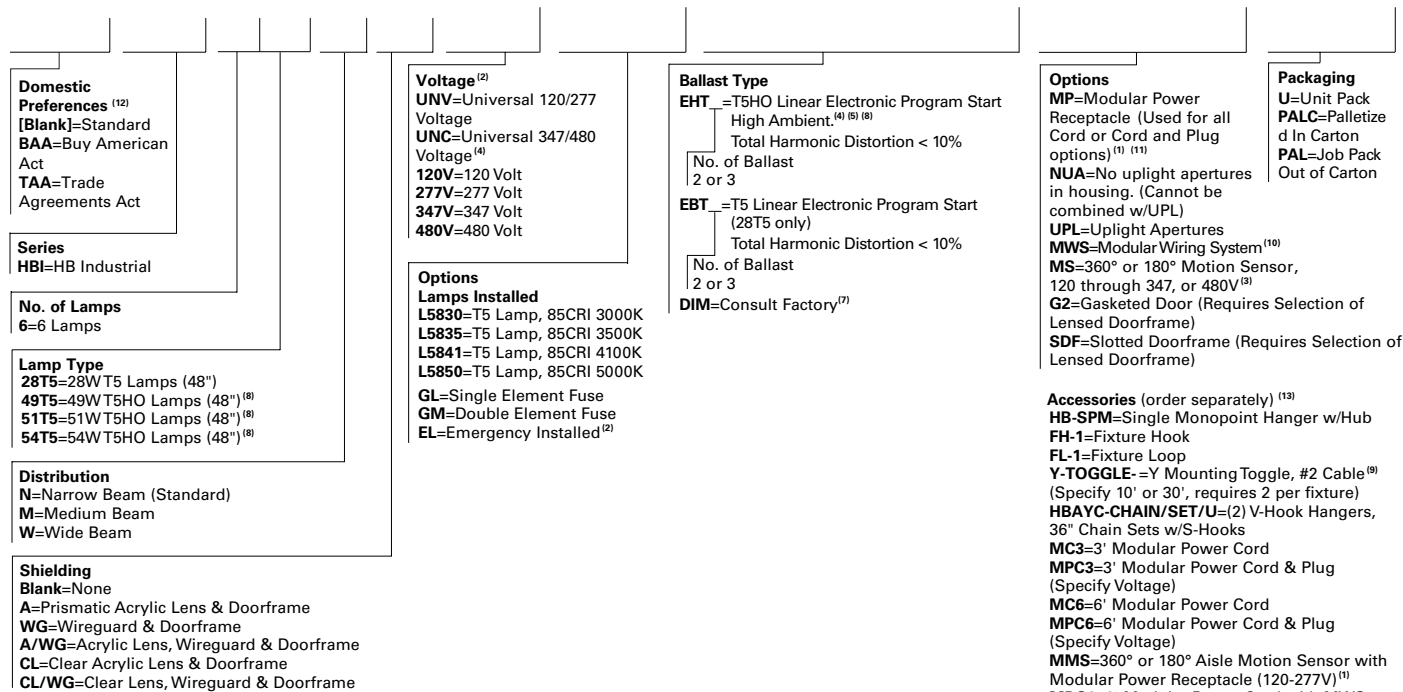 Domestic
Preferences (12)
[Blank]=Standard
BAA=Buy American
Act
TAA=Trade
Agreements Act
Series
HBI=HB Industrial
No. of Lamps
6=6 Lamps
Lamp Type
28T5=28W T5 Lamps (48")
49T5=49W T5HO Lamps (48") (8)
51T5=51W T5HO Lamps (48") (8)
54T5=54W T5HO Lamps (48") (8)
Distribution
N=Narrow Beam (Standard)
M=Medium Beam
W=Wide Beam
Shielding
Blank=None
A=Prismatic Acrylic Lens & Doorframe
WG=Wireguard & Doorframe
A/WG=Acrylic Lens, Wireguard & Doorframe
CL=Clear Acrylic Lens & Doorframe
CL/WG=Clear Lens, Wireguard & Doorframe
Voltage (2)
UNV=Universal 120/277
Voltage
UNC=Universal 347/480
Voltage (4)
120V=120 Volt
277V=277 Volt
347V=347 Volt
480V=480 Volt
Options
Lamps Installed
L5830=T5 Lamp, 85CRI 3000K
L5835=T5 Lamp, 85CRI 3500K
L5841=T5 Lamp, 85CRI 4100K
L5850=T5 Lamp, 85CRI 5000K
GL=Single Element Fuse
GM=Double Element Fuse
EL=Emergency Installed (2)
Ballast Type
EHT_=T5HO Linear Electronic Program Start
High Ambient. (4) (5) (8)
Total Harmonic Distortion < 10%
No. of Ballast
2 or 3
EBT_=T5 Linear Electronic Program Start
(28T5 only)
Total Harmonic Distortion < 10%
No. of Ballast
2 or 3
DIM=Consult Factory (7)
Options
MP=Modular Power
Receptacle (Used for all
Cord or Cord and Plug
options) (1) (11)
NUA=No uplight apertures
in housing. (Cannot be
combined w/UPL)
UPL=Uplight Apertures
MWS=Modular Wiring System (10)
MS=360° or 180° Motion Sensor,
120 through 347, or 480V (3)
G2=Gasketed Door (Requires Selection of
Lensed Doorframe)
SDF=Slotted Doorframe (Requires Selection of
Lensed Doorframe)
Packaging
U=Unit Pack
PALC=Palletize
d In Carton
PAL=Job Pack
Out of Carton
Accessories (order separately) (13)
HB-SPM=Single Monopoint Hanger w/Hub
FH-1=Fixture Hook
FL-1=Fixture Loop
Y-TOGGLE- =Y Mounting Toggle, #2 Cable (9)
(Specify 10' or 30', requires 2 per fixture)
HBAYC-CHAIN/SET/U=(2) V-Hook Hangers,
36" Chain Sets w/S-Hooks
MC3=3' Modular Power Cord
MPC3=3' Modular Power Cord & Plug
(Specify Voltage)
MC6=6' Modular Power Cord
MPC6=6' Modular Power Cord & Plug
(Specify Voltage)
MMS=360° or 180° Aisle Motion Sensor with
Modular Power Receptacle (120-277V) (1)